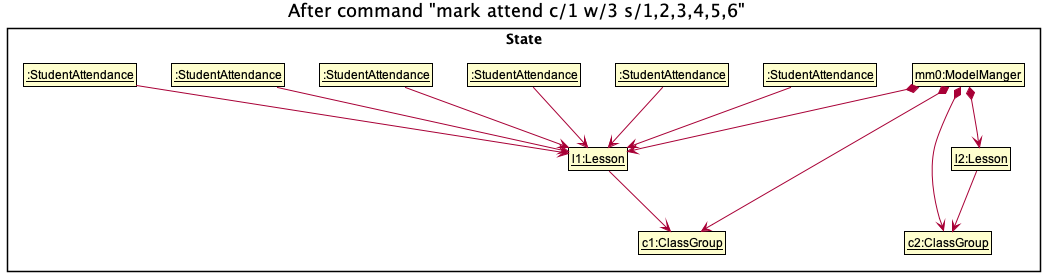 After command "mark attend c/1 w/3 s/1,2,3,4,5,6"
State
:StudentAttendance
:StudentAttendance
:StudentAttendance
:StudentAttendance
:StudentAttendance
:StudentAttendance
mm0:ModelManger
l1:Lesson
l2:Lesson
c1:ClassGroup
c2:ClassGroup